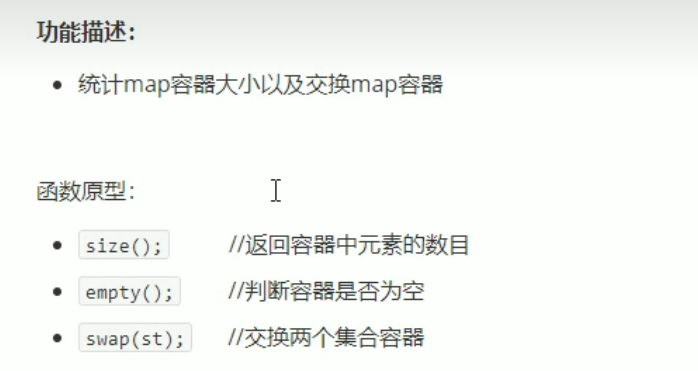 功能描述：
• 统计map容器大小以及交换map容器
函数原型：
• size(); //返回容器中元素的数目
• empty(); //判断容器是否为空
• swap(st); //交换两个集合容器